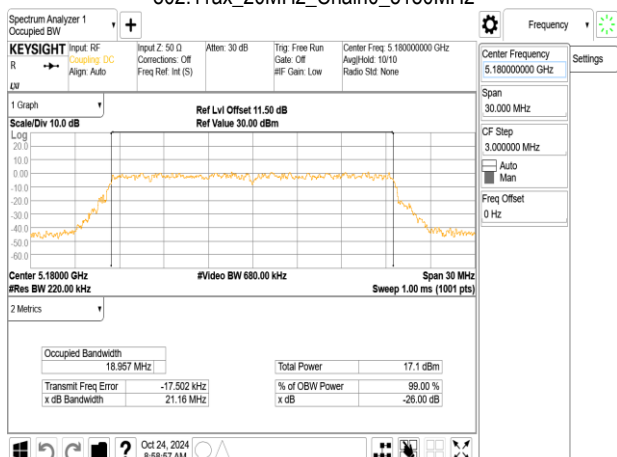 802.11ax_20MHz_Chain0_5180MHz
Spectrum Analyzer 1
Occupied BW
+
Frequency
KEYSIGHT
R
Input: RF
Coupling: DC
Align: Auto
Input Z: 50 Ω
Corrections: Off
Freq Ref: Int (S)
Atten: 30 dB
Trig: Free Run
Gate: Off
#IF Gain: Low
Center Freq: 5.180000000 GHz
Avg|Hold: 10/10
Radio Std: None
Center Frequency
5.180000000 GHz
Settings
Span
30.000 MHz
CF Step
3.000000 MHz
Auto
Man
Freq Offset
0 Hz
1 Graph
Ref Lvl Offset 11.50 dB
Scale/Div 10.0 dB
Ref Value 30.00 dBm
Log
20.0
10.0
0.00
-10.0
-20.0
-30.0
-40.0
-50.0
-60.0
Center 5.18000 GHz
#Video BW 680.00 kHz
Span 30 MHz
#Res BW 220.00 kHz
Sweep 1.00 ms (1001 pts)
2 Metrics
Occupied Bandwidth
18.957 MHz
Total Power 17.1 dBm
Transmit Freq Error -17.502 kHz
% of OBW Power 99.00 %
x dB Bandwidth 21.16 MHz
x dB -26.00 dB
?
Oct 24, 2024
8:58:57 AM